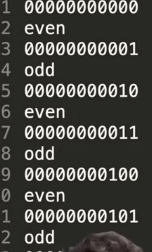 1 00000000000
2 even
3 00000000001
4 odd
5 00000000010
6 even
7 00000000011
8 odd
9 00000000100
0 even
1 00000000101
2 odd